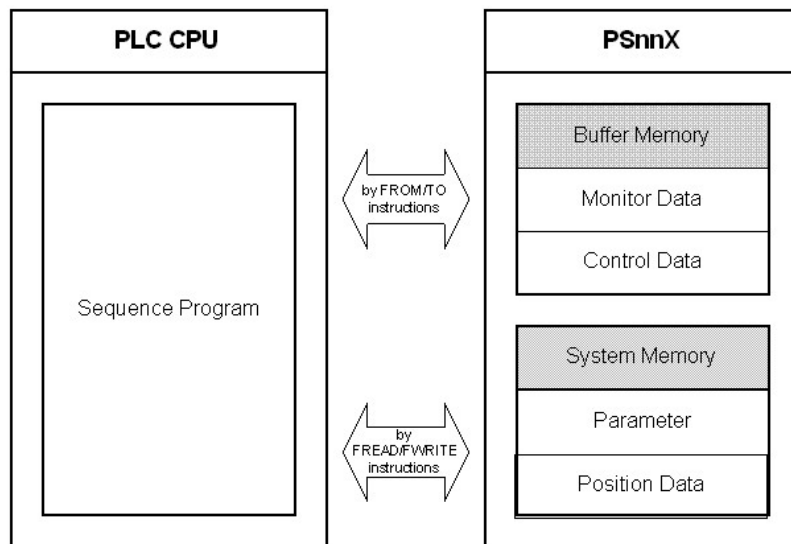 PLC CPU
Sequence Program
by FROM/TO
instructions
by
FREAD/FWRITE
instructions
PSnnX
Buffer Memory
Monitor Data
Control Data
System Memory
Parameter
Position Data